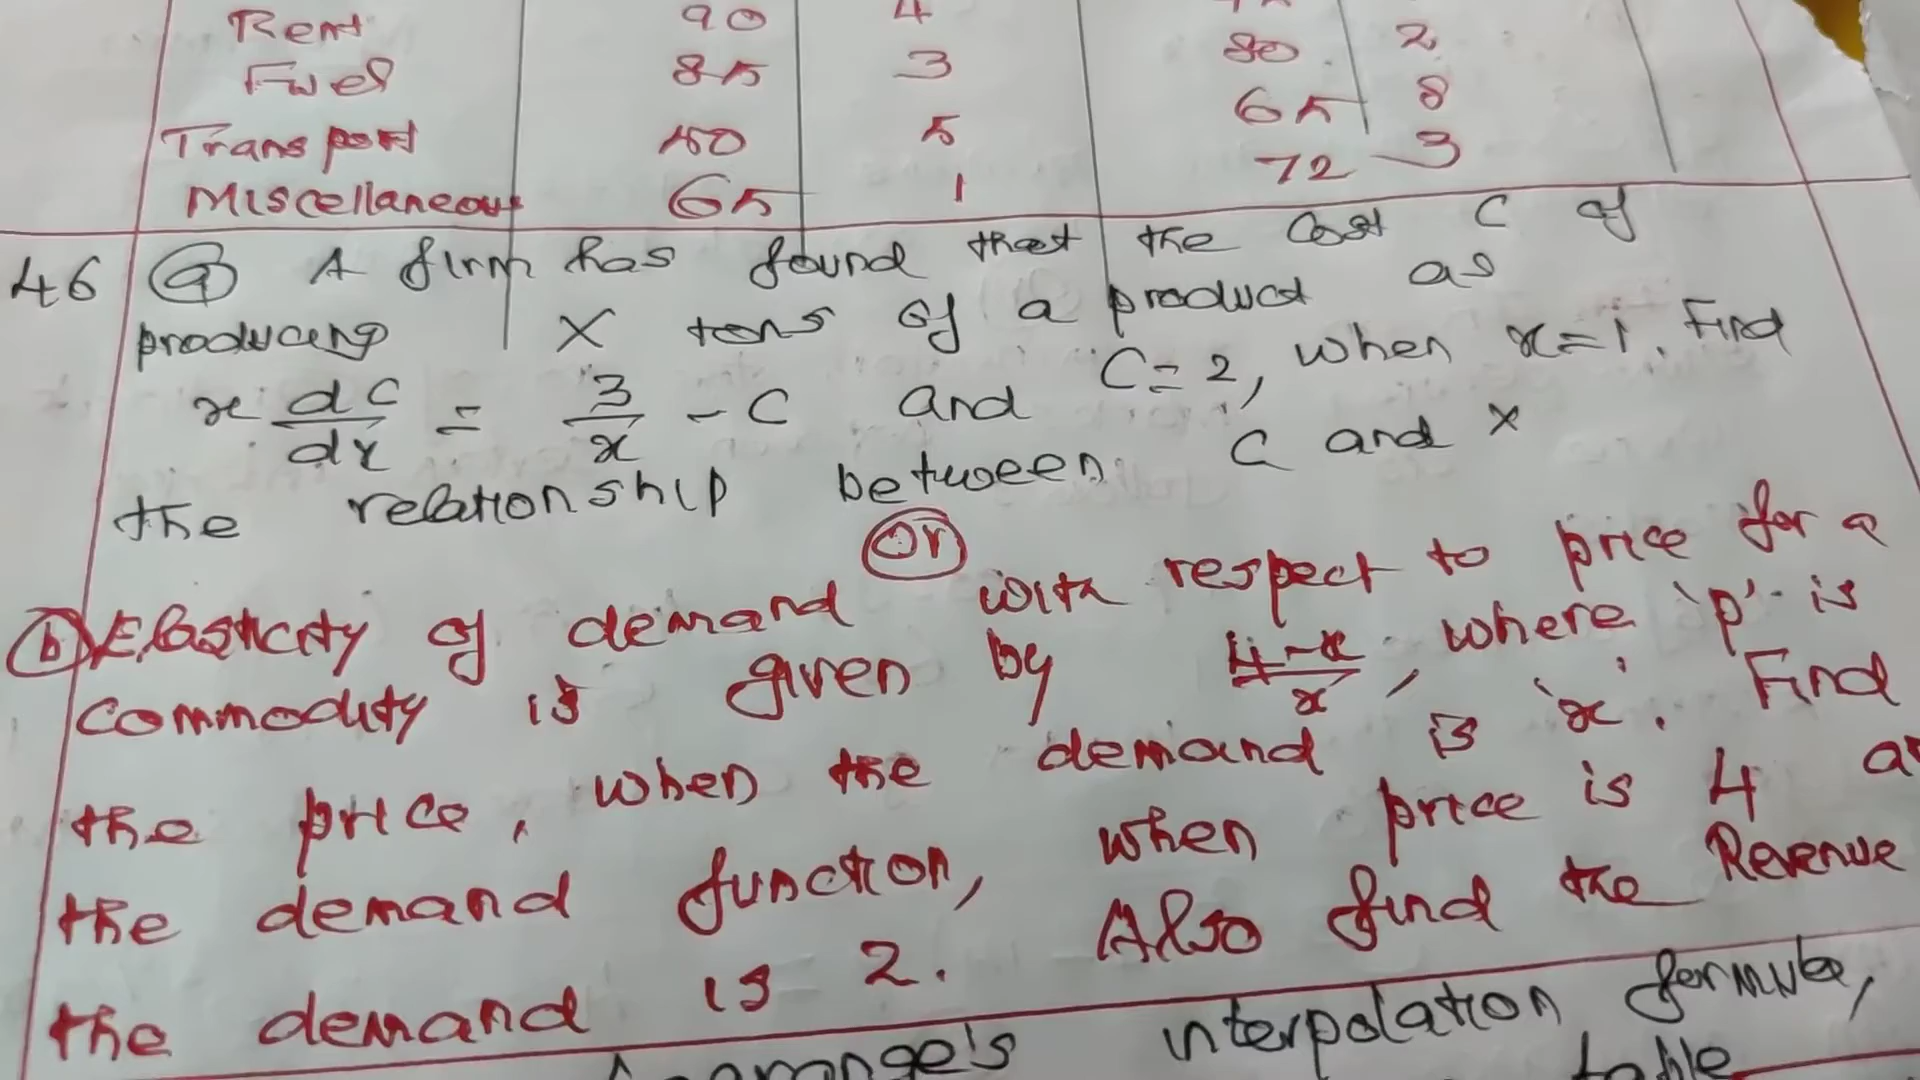 Rent 90 4
Fuel 85 3 80 2
Transport 50 5 65 8
Miscellaneous 65 1 72 3
46 (a) A firm has found that the cost C of
producing X tons of a product as
x dC/dx = 3/x - C and C = 2, when x = 1. Find
the relationship between C and x
(or)
(b) Elasticity of demand with respect to price for a
commodity is given by 4-x/x, where 'p' is
the price, when the demand is 'x'. Find
the demand function, when price is 4 a
the demand is 2. Also find the Revenue
interpolation formula,
table